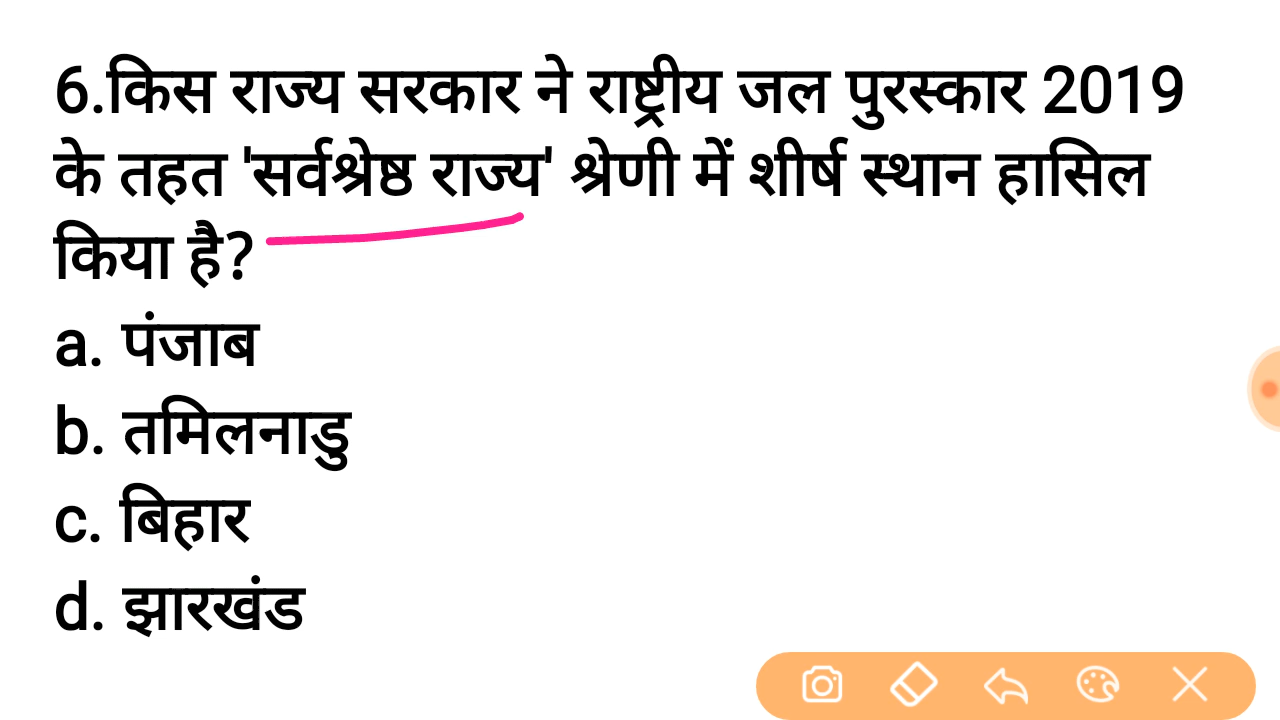 6.किस राज्य सरकार ने राष्ट्रीय जल पुरस्कार 2019
के तहत 'सर्वश्रेष्ठ राज्य' श्रेणी में शीर्ष स्थान हासिल
किया है?
a. पंजाब
b. तमिलनाडु
c. बिहार
d. झारखंड